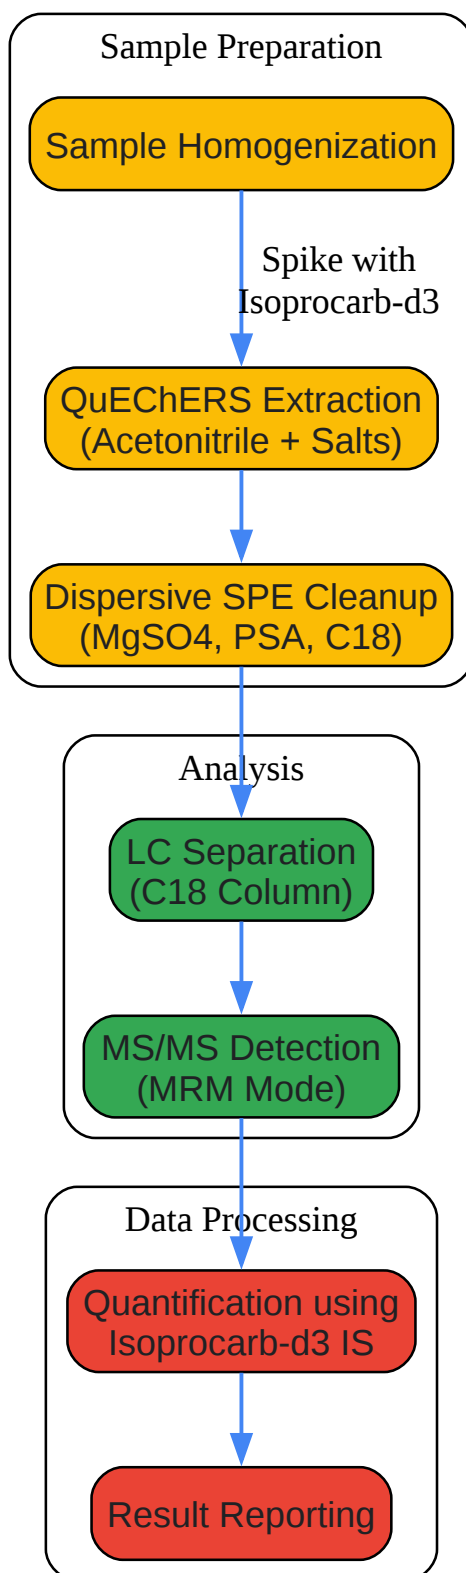 Sample Preparation
Sample Homogenization
Spike with
Isoprocarb-d3
QuEChERS Extraction
(Acetonitrile + Salts)
Dispersive SPE Cleanup
(MgSO4, PSA, C18)
Analysis
LC Separation
(C18 Column)
MS/MS Detection
(MRM Mode)
Data Processing
Quantification using
Isoprocarb-d3 IS
Result Reporting